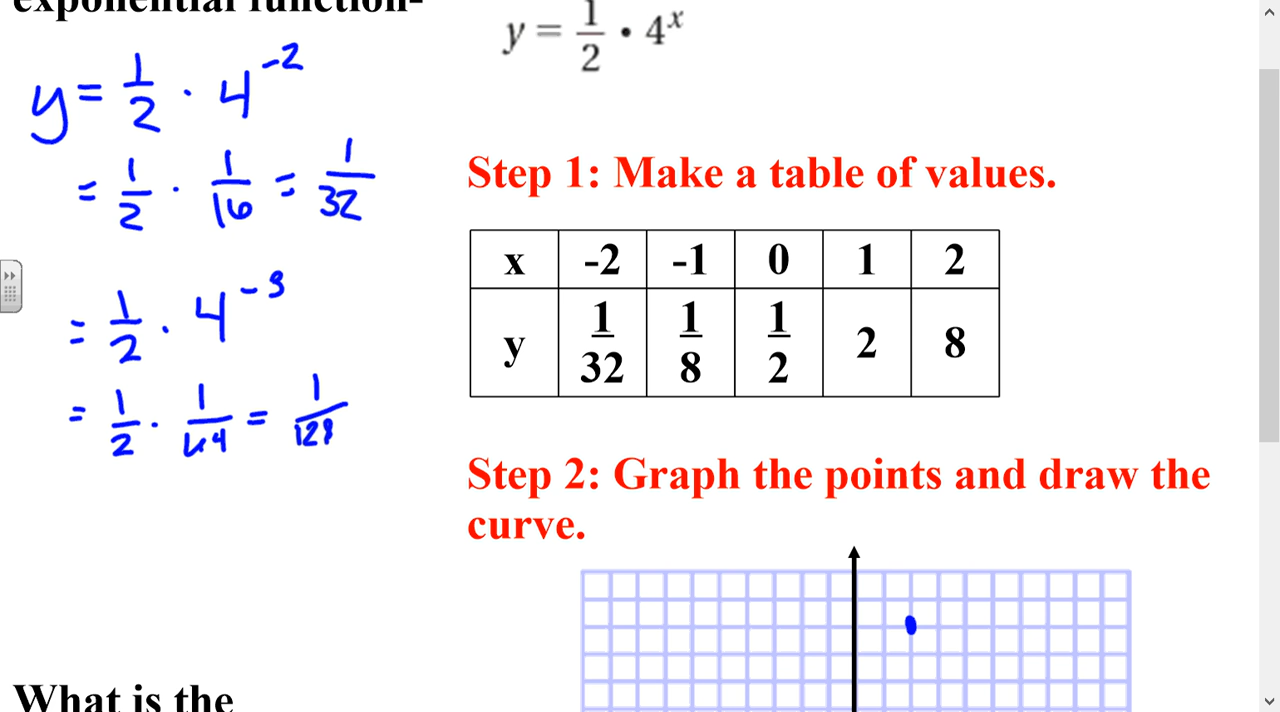 exponential function-
y = 1/2 · 4^-2
= 1/2 · 1/16 = 1/32
= 1/2 · 4^-3
= 1/2 · 1/64 = 1/128
What is the
y = 1/2 • 4^x
Step 1: Make a table of values.
x -2 -1 0 1 2
y 1/32 1/8 1/2 2 8
Step 2: Graph the points and draw the
curve.